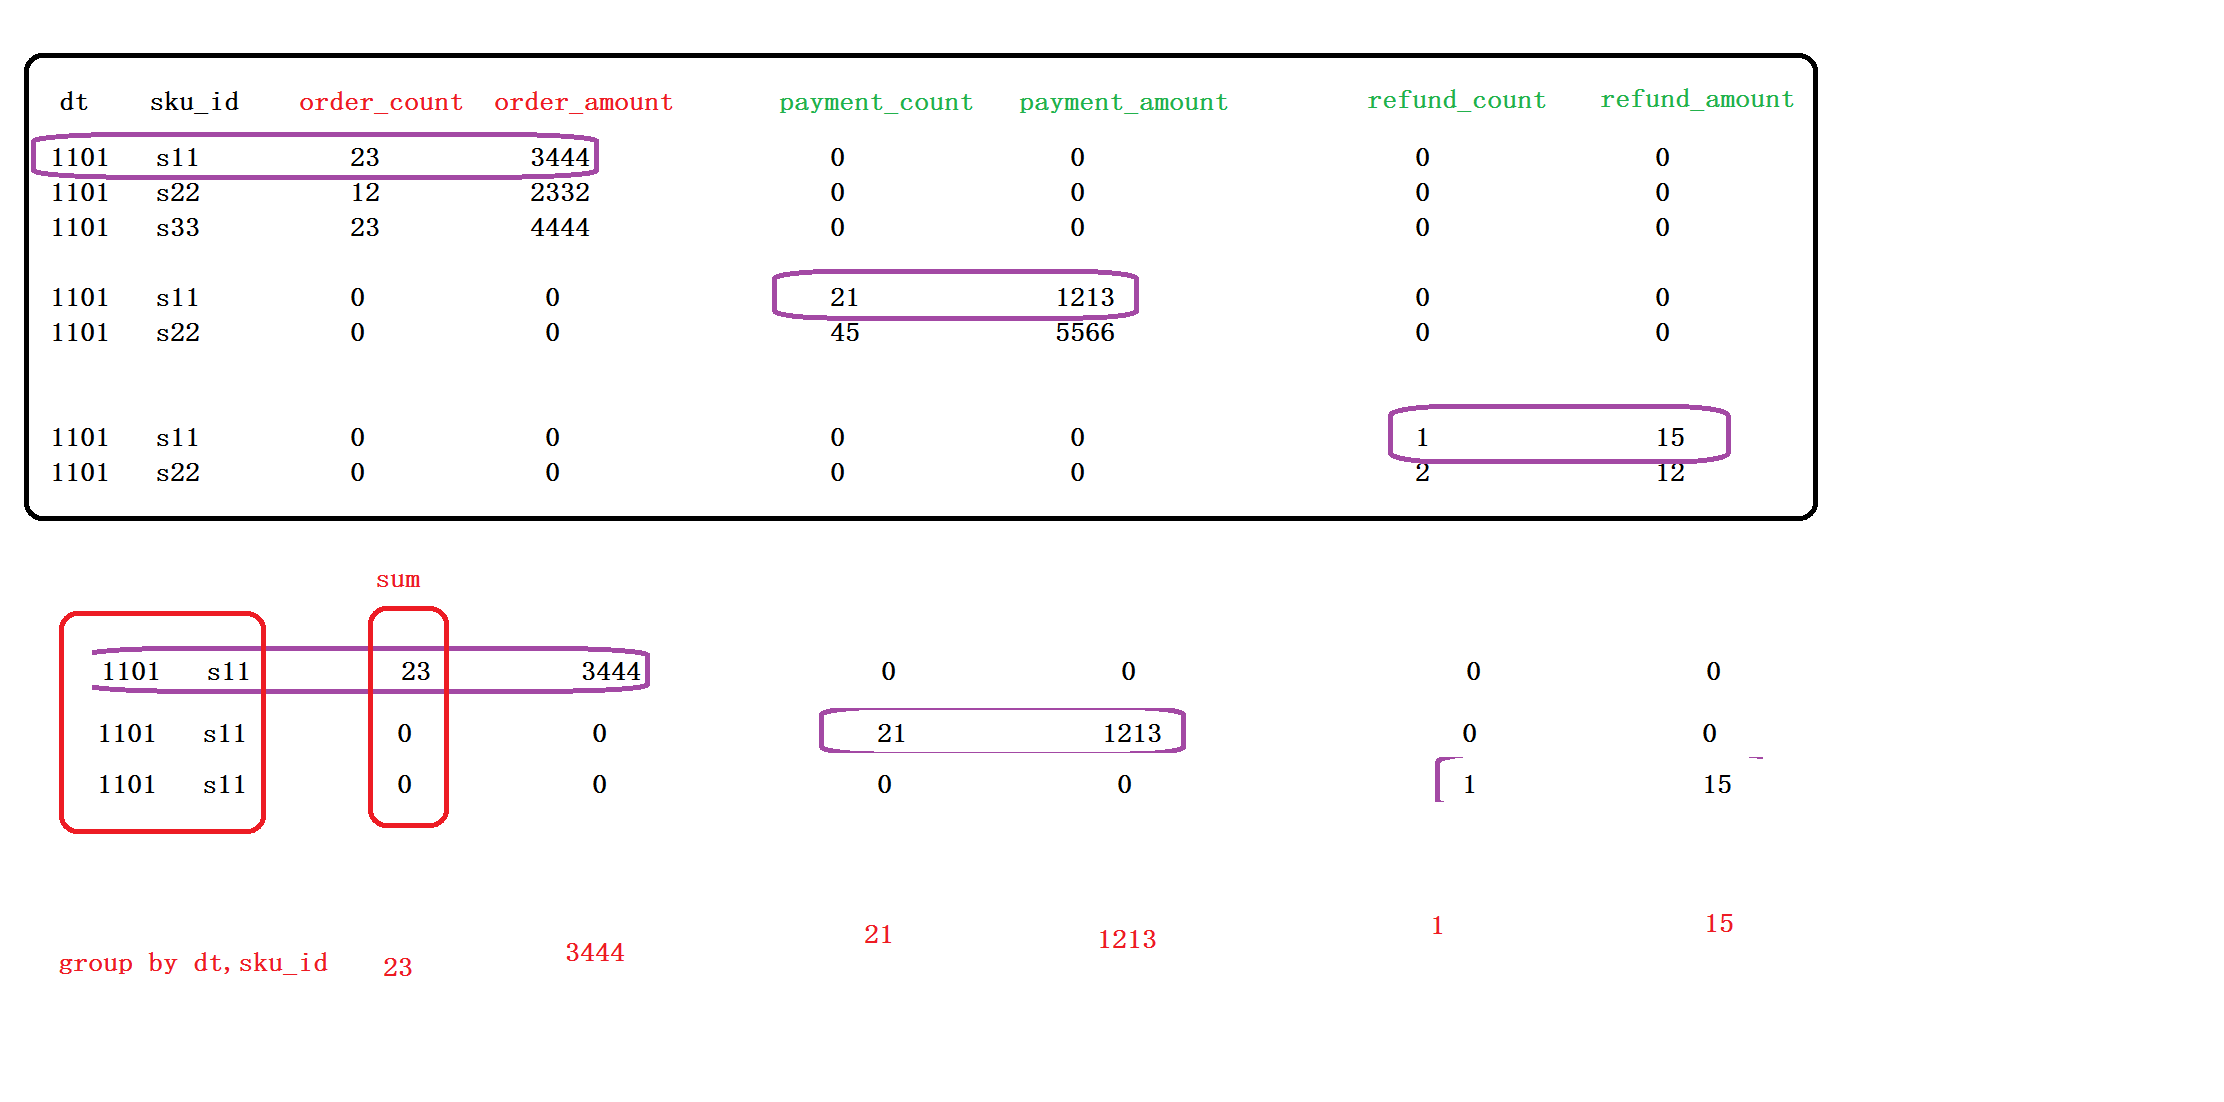 dt sku_id order_count order_amount payment_count payment_amount refund_count refund_amount
1101 s11 23 3444 0 0 0 0
1101 s22 12 2332 0 0 0 0
1101 s33 23 4444 0 0 0 0
1101 s11 0 0 21 1213 0 0
1101 s22 0 0 45 5566 0 0
1101 s11 0 0 0 0 1 15
1101 s22 0 0 0 0 2 12
sum
1101 s11 23 3444 0 0 0 0
1101 s11 0 0 21 1213 0 0
1101 s11 0 0 0 0 1 15
group by dt,sku_id 23 3444 21 1213 1 15